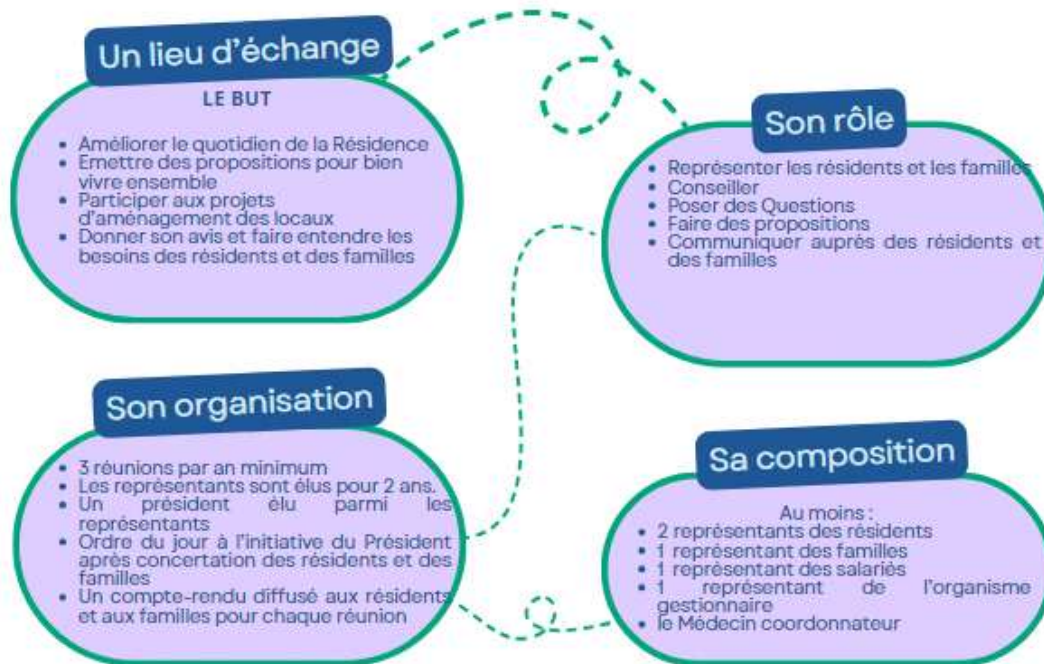 Un lieu d'échange
LE BUT
• Améliorer le quotidien de la Résidence
• Emettre des propositions pour bien
vivre ensemble
• Participer aux projets
d'aménagement des locaux
• Donner son avis et faire entendre les
besoins des résidents et des familles
Son rôle
• Représenter les résidents et les familles
• Conseiller
• Poser des Questions
• Faire des propositions
• Communiquer auprés des résidents et
des familles
Son organisation
• 3 réunions par an minimum
• Les représentants sont élus pour 2 ans.
• Un président élu parmi les
représentants
• Ordre du jour à l'initiative du Président
après concertation des résidents et des
familles
• Un compte-rendu diffusé aux résidents
et aux familles pour chaque réunion
Sa composition
Au moins :
• 2 représentants des résidents
• 1 représentant des familles
• 1 représentant des salariés
• 1 représentant de l'organisme
gestionnaire
• le Médecin coordonnateur